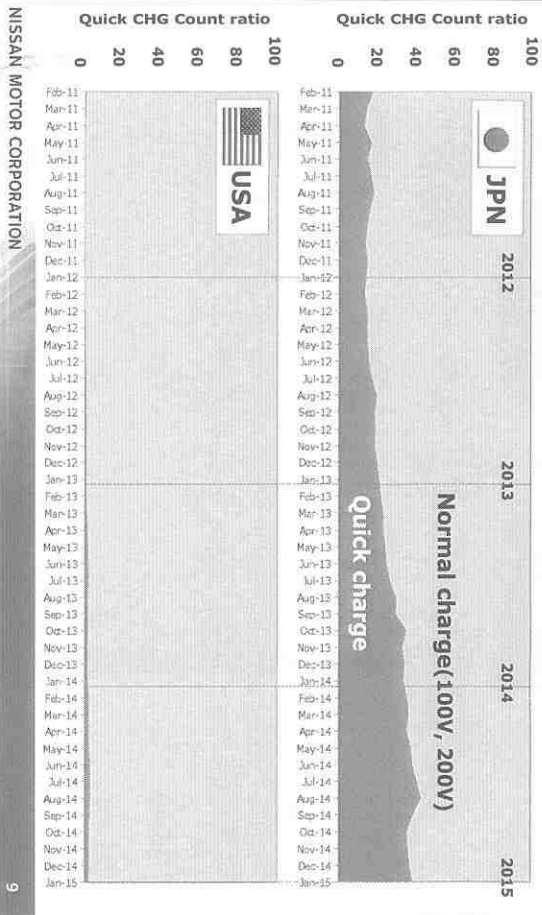 Quick CHG Count ratio
100
80
60
40
20
0
JPN
2012
2013
2014
2015
Normal charge(100V, 200V)
Quick charge
Feb-11
Mar-11
Apr-11
May-11
Jun-11
Jul-11
Aug-11
Sep-11
Oct-11
Nov-11
Dec-11
Jan-12
Feb-12
Mar-12
Apr-12
May-12
Jun-12
Jul-12
Aug-12
Sep-12
Oct-12
Nov-12
Dec-12
Jan-13
Feb-13
Mar-13
Apr-13
May-13
Jun-13
Jul-13
Aug-13
Sep-13
Oct-13
Nov-13
Dec-13
Jan-14
Feb-14
Mar-14
Apr-14
May-14
Jun-14
Jul-14
Aug-14
Sep-14
Oct-14
Nov-14
Dec-14
Jan-15
Quick CHG Count ratio
100
80
60
40
20
0
USA
Feb-11
Mar-11
Apr-11
May-11
Jun-11
Jul-11
Aug-11
Sep-11
Oct-11
Nov-11
Dec-11
Jan-12
Feb-12
Mar-12
Apr-12
May-12
Jun-12
Jul-12
Aug-12
Sep-12
Oct-12
Nov-12
Dec-12
Jan-13
Feb-13
Mar-13
Apr-13
May-13
Jun-13
Jul-13
Aug-13
Sep-13
Oct-13
Nov-13
Dec-13
Jan-14
Feb-14
Mar-14
Apr-14
May-14
Jun-14
Jul-14
Aug-14
Sep-14
Oct-14
Nov-14
Dec-14
Jan-15
NISSAN MOTOR CORPORATION
9